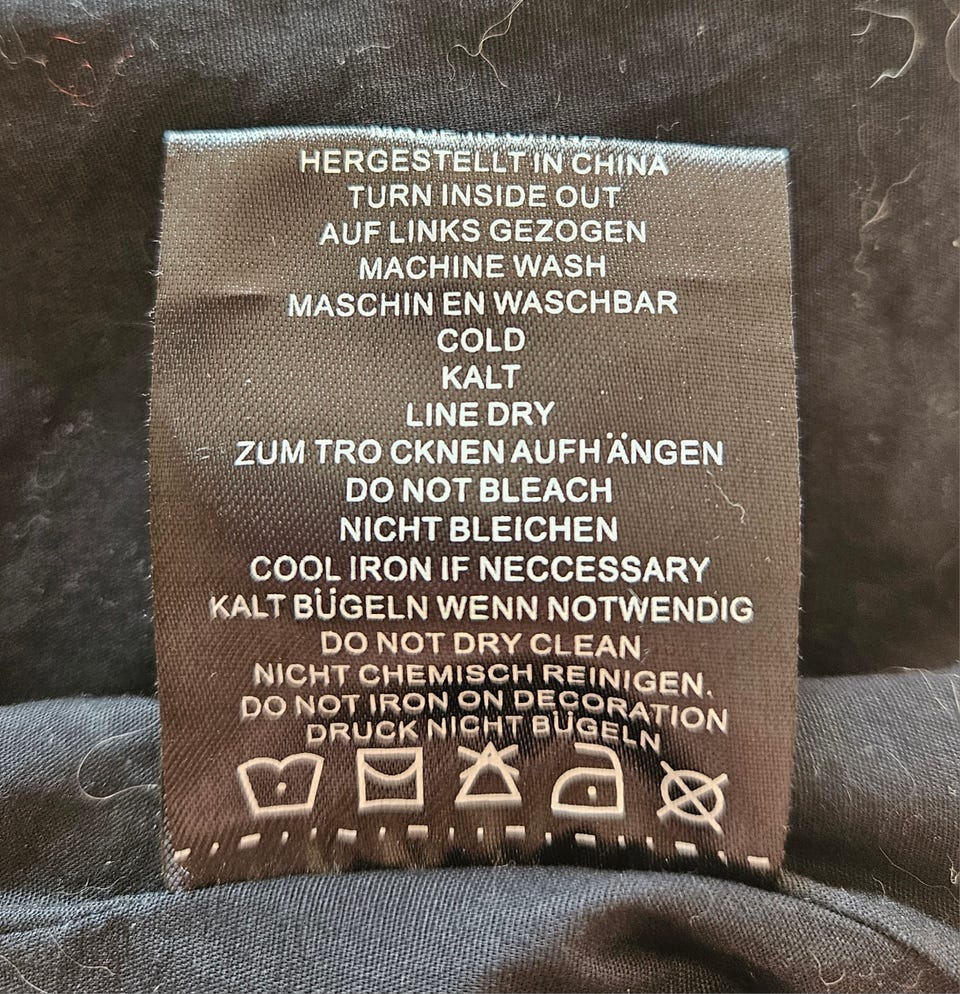 HERGESTELLT IN CHINA
TURN INSIDE OUT
AUF LINKS GEZOGEN
MACHINE WASH
MASCHIN EN WASCHBAR
COLD
KALT
LINE DRY
ZUM TRO CKNEN AUFH ÄNGEN
DO NOT BLEACH
NICHT BLEICHEN
COOL IRON IF NECCESSARY
KALT BÜGELN WENN NOTWENDIG
DO NOT DRY CLEAN
NICHT CHEMISCH REINIGEN.
DO NOT IRON ON DECORATION
DRUCK NICHT BÜGELN